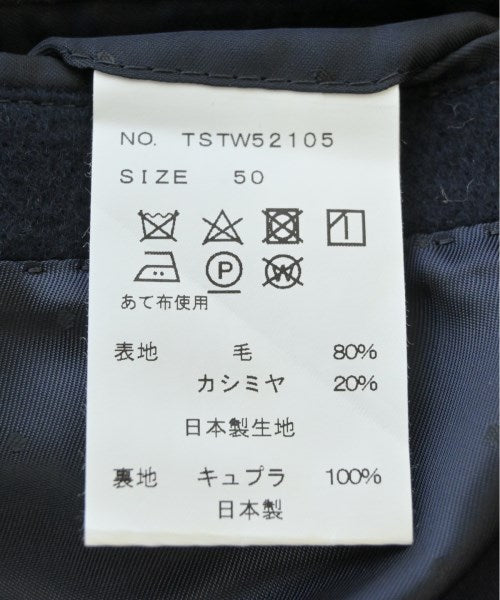 NO. TSTW52105
SIZE 50
P W
あて布使用
表地 毛 80%
カシミヤ 20%
日本製生地
裏地 キュプラ 100%
日本製